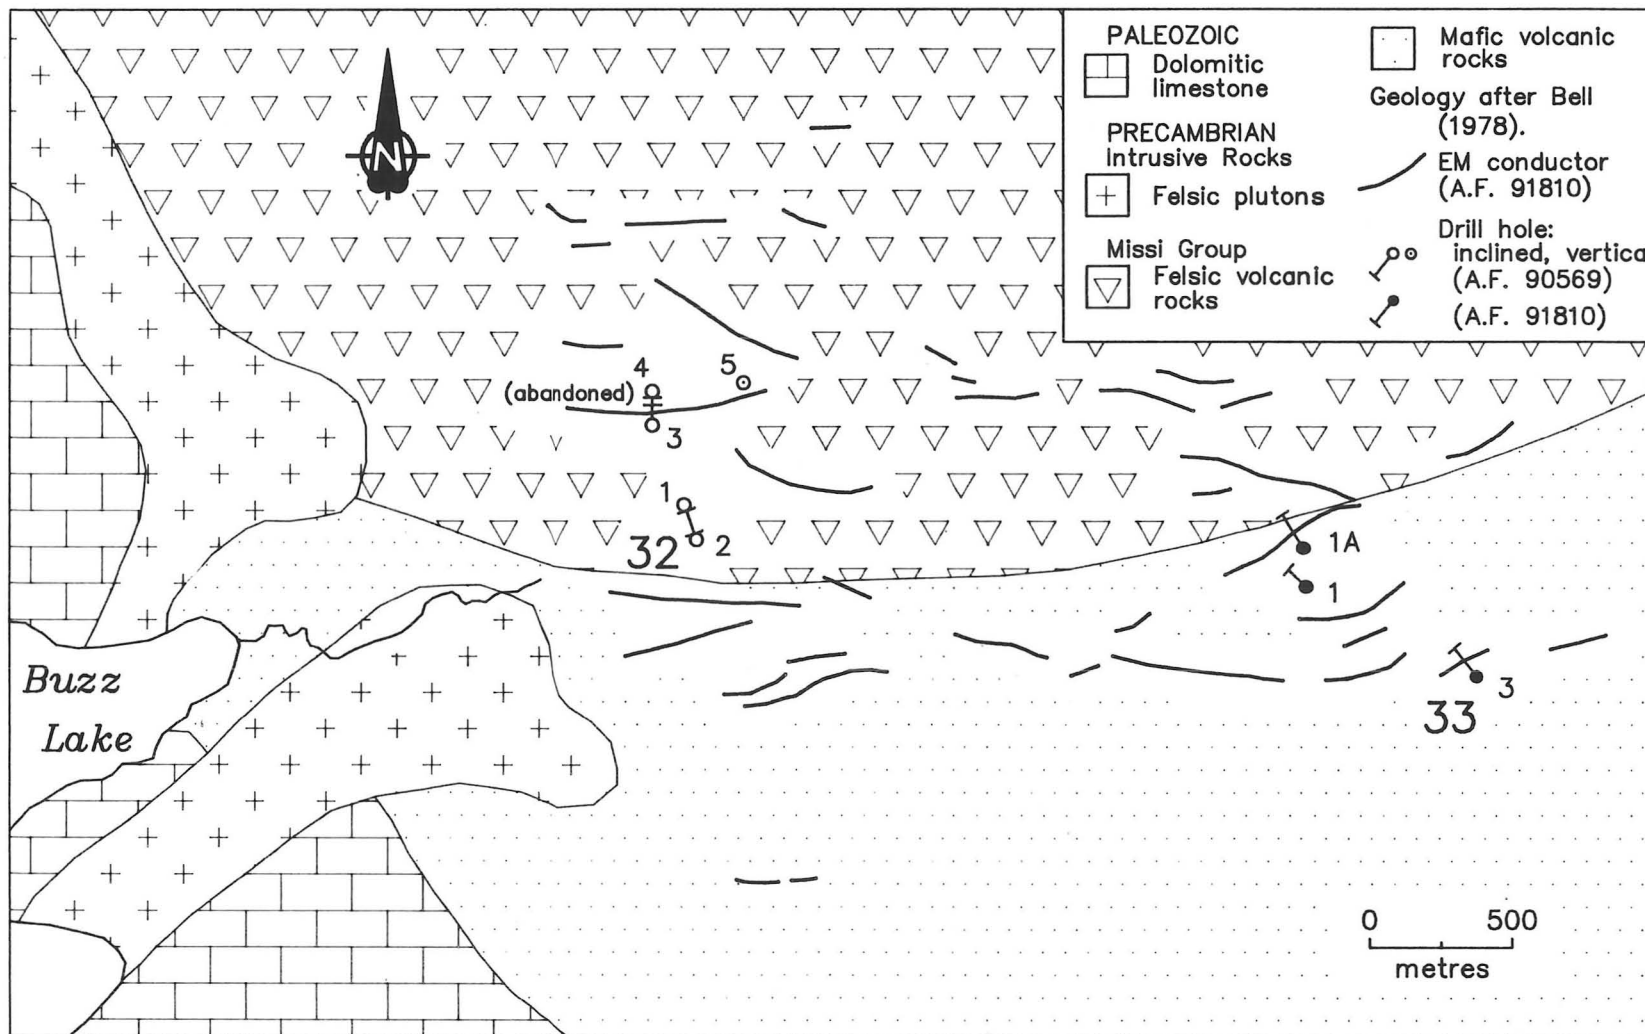 PALEOZOIC
Dolomitic
limestone
PRECAMBRIAN
Intrusive Rocks
Felsic plutons
Missi Group
Felsic volcanic
rocks
Mafic volcanic
rocks
Geology after Bell
(1978).
EM conductor
(A.F. 91810)
Drill hole:
inclined, vertica
(A.F. 90569)
(A.F. 91810)
N
4
5
(abandoned)
3
1
2
32
1A
1
3
33
Buzz
Lake
0 500
metres